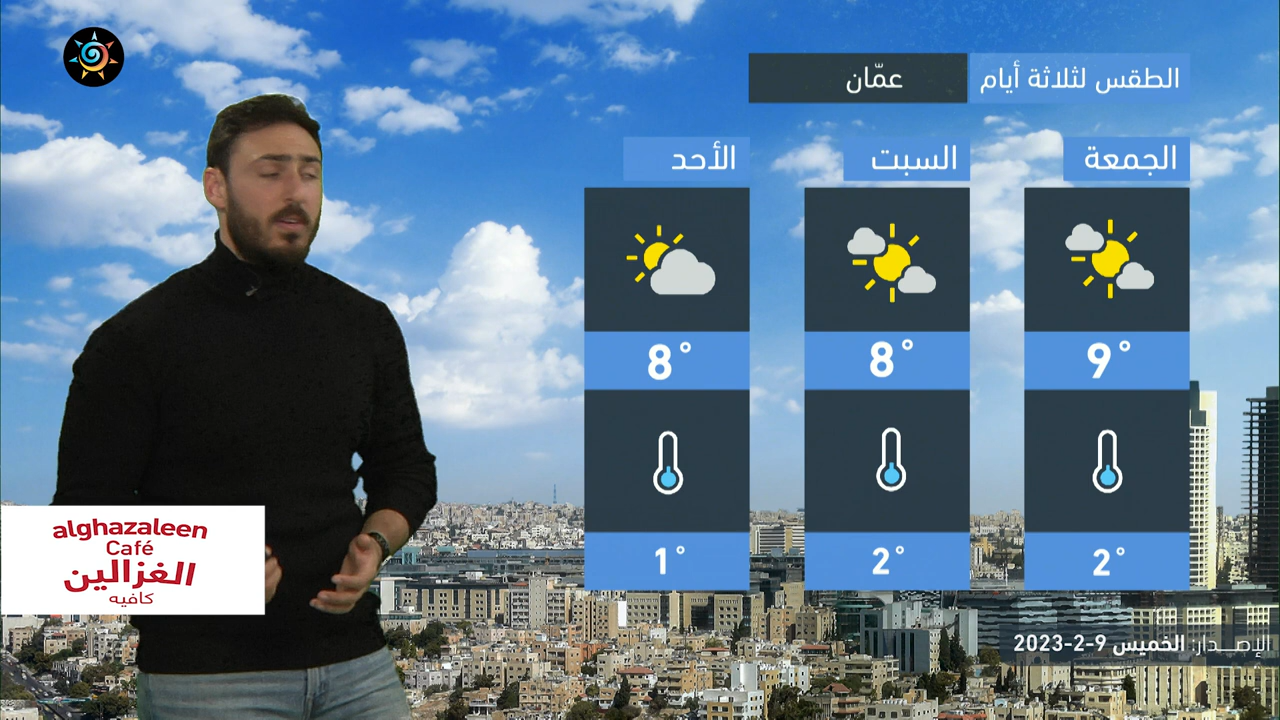 الطقس لثلاثة أيام
عمّان
الجمعة
السبت
الأحد
9°
8°
8°
2°
2°
1°
الإصـــدار: الخميس 9-2-2023
alghazaleen
Café
الغزالين
كافيه